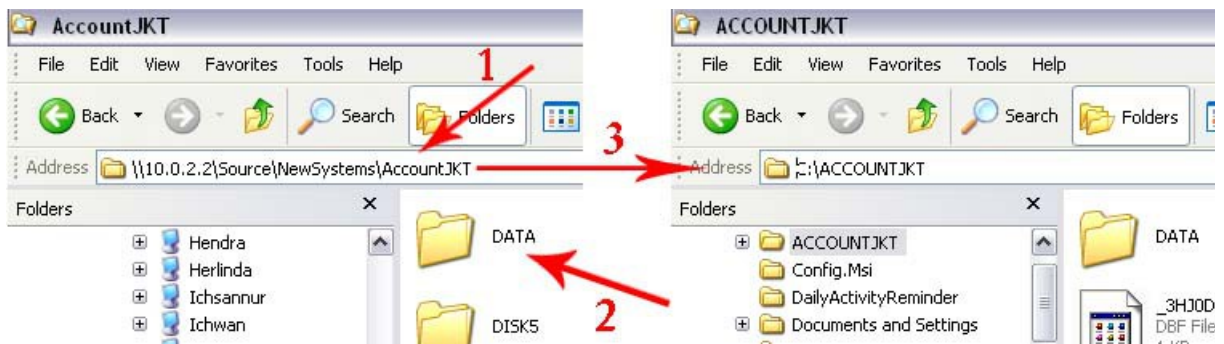 AccountJKT
File Edit View Favorites Tools Help
1
Back Search Folders
Address \\10.0.2.2\Source\NewSystems\AccountJKT
Folders
Hendra
Herlinda
Ichsannur
Ichwan
DATA
DISK5
2
3
ACCOUNTJKT
File Edit View Favorites Tools Help
Back Search Folders
Address :\ACCOUNTJKT
Folders
ACCOUNTJKT
Config.Msi
DailyActivityReminder
Documents and Settings
DATA
_3HJ0D
DBF File